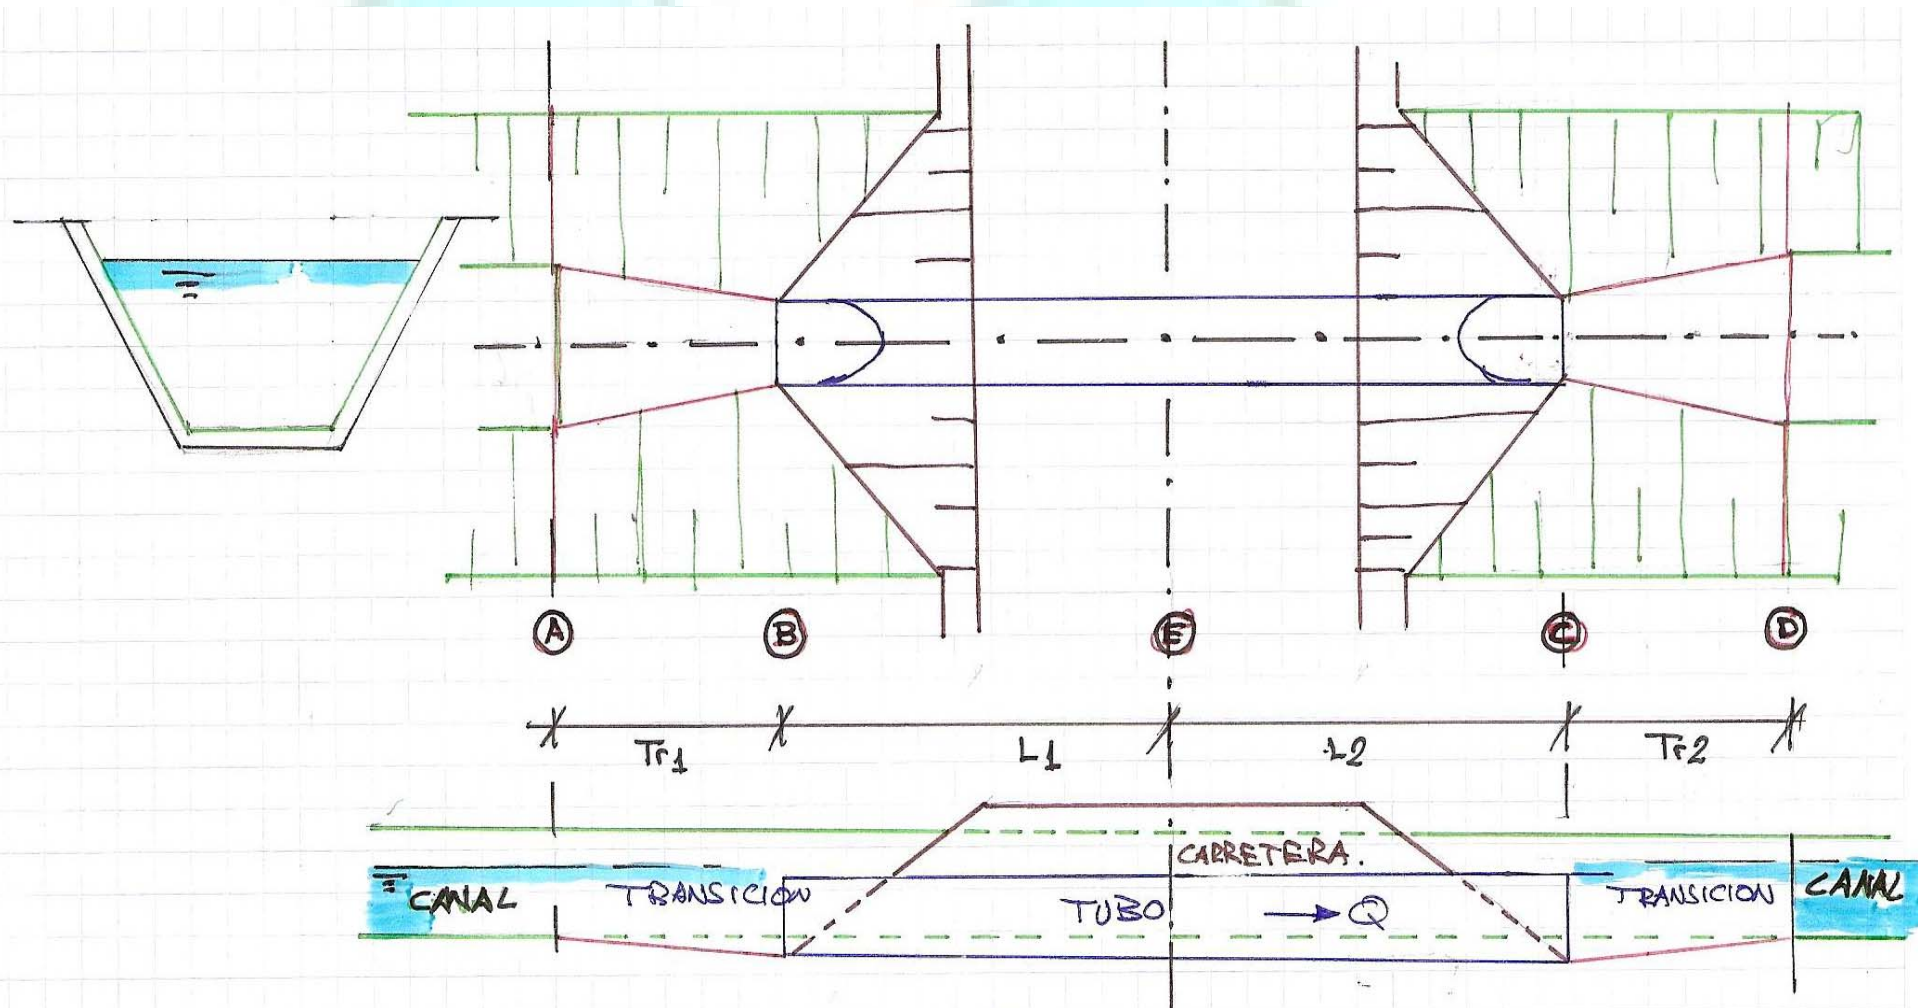 A B E C D
Tr1 L1 L2 Tr2
CARRETERA.
CANAL TRANSICION TUBO → Q TRANSICION CANAL